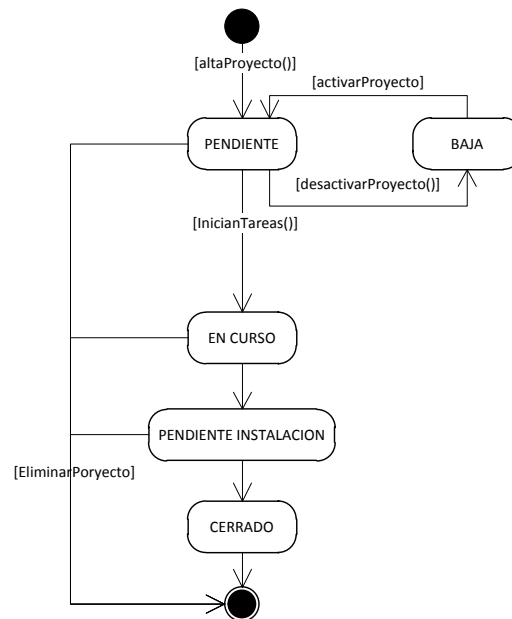 [altaProyecto()]
[activarProyecto]
PENDIENTE
BAJA
[desactivarProyecto()]
[InicianTareas()]
EN CURSO
PENDIENTE INSTALACION
[EliminarPoryecto]
CERRADO